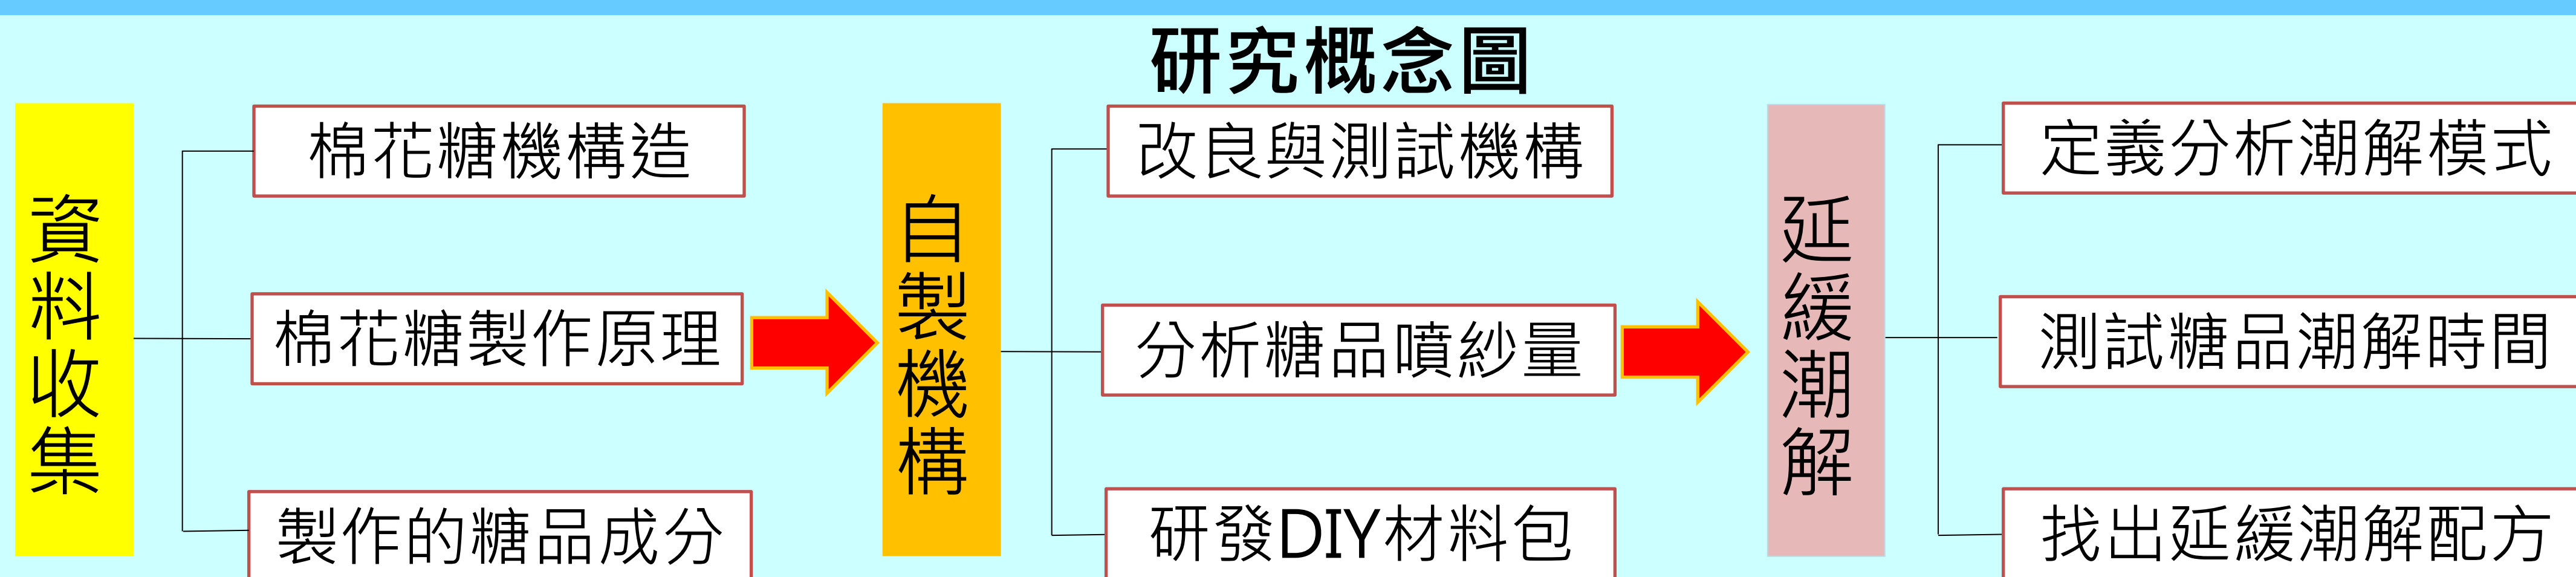 研究概念圖
資料收集
棉花糖機構造
棉花糖製作原理
製作的糖品成分
自製機構
改良與測試機構
分析糖品噴紗量
研發DIY材料包
延緩潮解
定義分析潮解模式
測試糖品潮解時間
找出延緩潮解配方